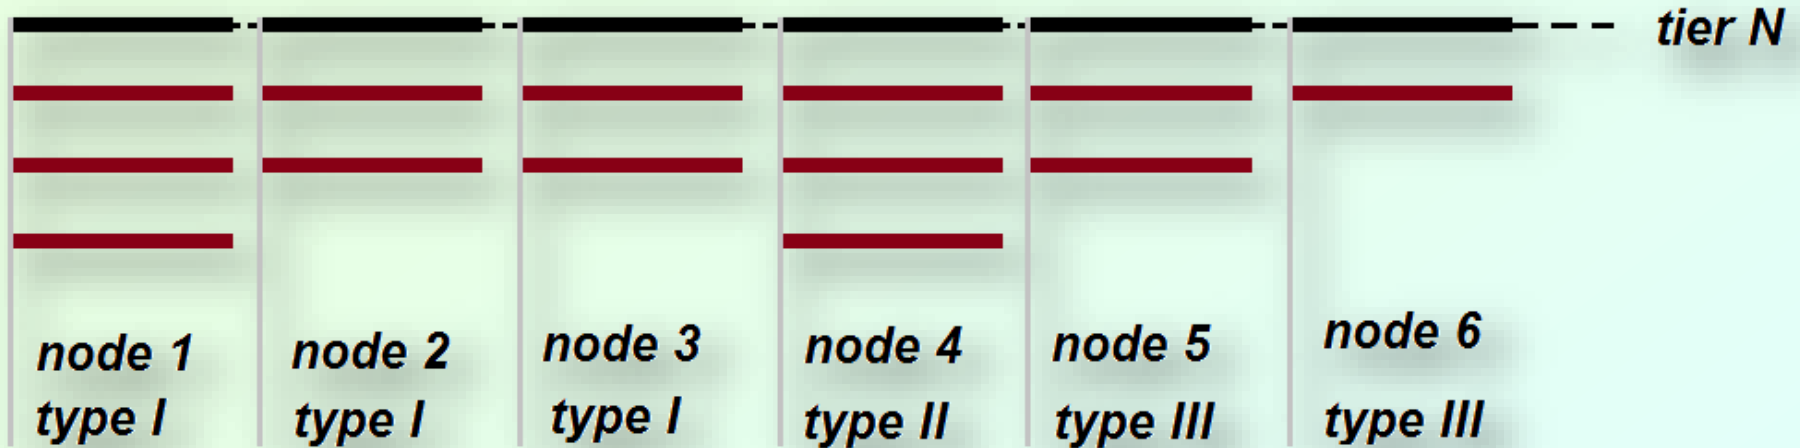 tier N
node 1
type I
node 2
type I
node 3
type I
node 4
type II
node 5
type III
node 6
type III